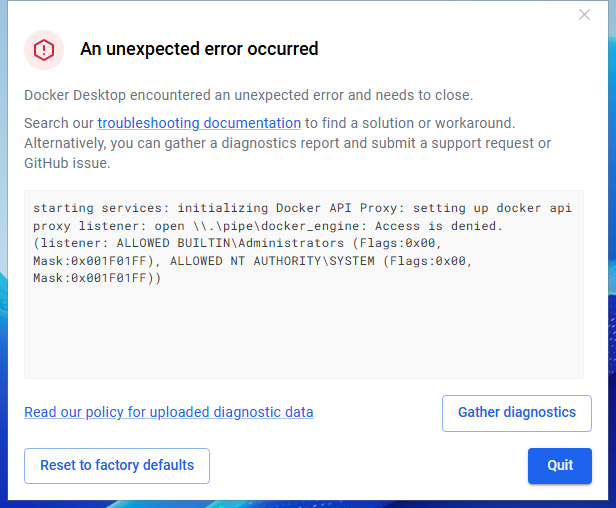 An unexpected error occurred
Docker Desktop encountered an unexpected error and needs to close.
Search our troubleshooting documentation to find a solution or workaround.
Alternatively, you can gather a diagnostics report and submit a support request or
GitHub issue.
starting services: initializing Docker API Proxy: setting up docker api
proxy listener: open \\.\pipe\docker_engine: Access is denied.
(listener: ALLOWED BUILTIN\Administrators (Flags:0x00,
Mask:0x001F01FF), ALLOWED NT AUTHORITY\SYSTEM (Flags:0x00,
Mask:0x001F01FF))
Read our policy for uploaded diagnostic data
Gather diagnostics
Reset to factory defaults
Quit